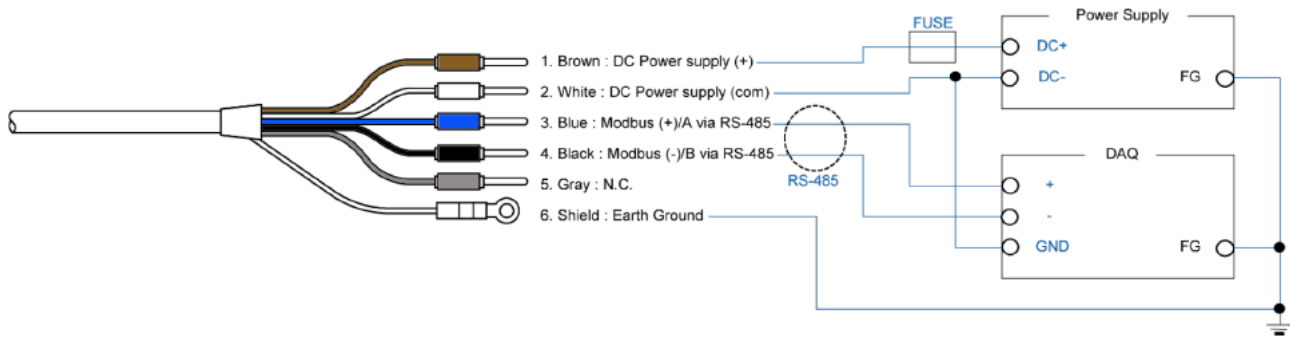 FUSE
Power Supply
DC+
DC-
FG
1. Brown : DC Power supply (+)
2. White : DC Power supply (com)
3. Blue : Modbus (+)/A via RS-485
4. Black : Modbus (-)/B via RS-485
RS-485
5. Gray : N.C.
6. Shield : Earth Ground
DAQ
+
-
GND
FG